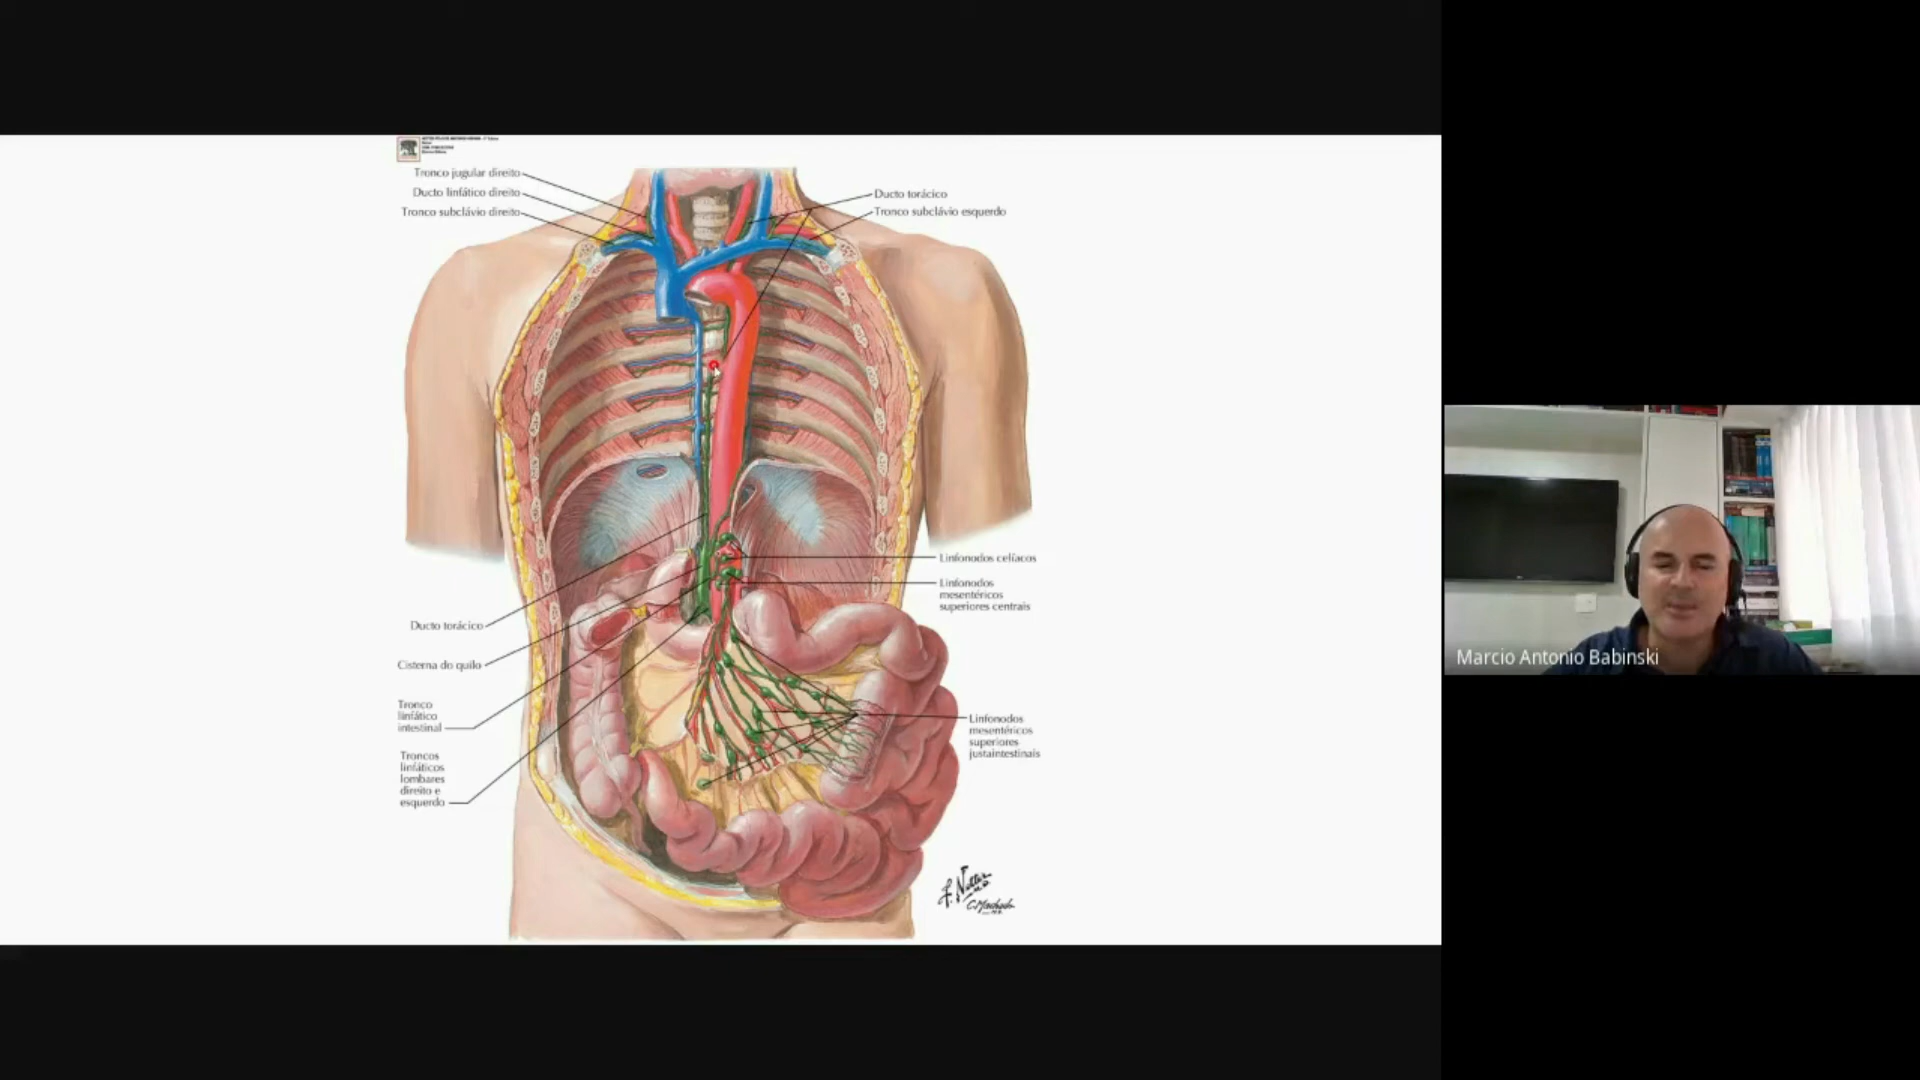 Tronco jugular direito
Ducto linfático direito
Tronco subclávio direito
Ducto torácico
Tronco subclávio esquerdo
Linfonodos celíacos
Linfonodos
mesentéricos
superiores centrais
Ducto torácico
Cisterna do quilo
Tronco
linfático
intestinal
Troncos
linfáticos
lombares
direito e
esquerdo
Linfonodos
mesentéricos
superiores
justaintestinais
F. Netter
M.D.
C. Machado
Marcio Antonio Babinski